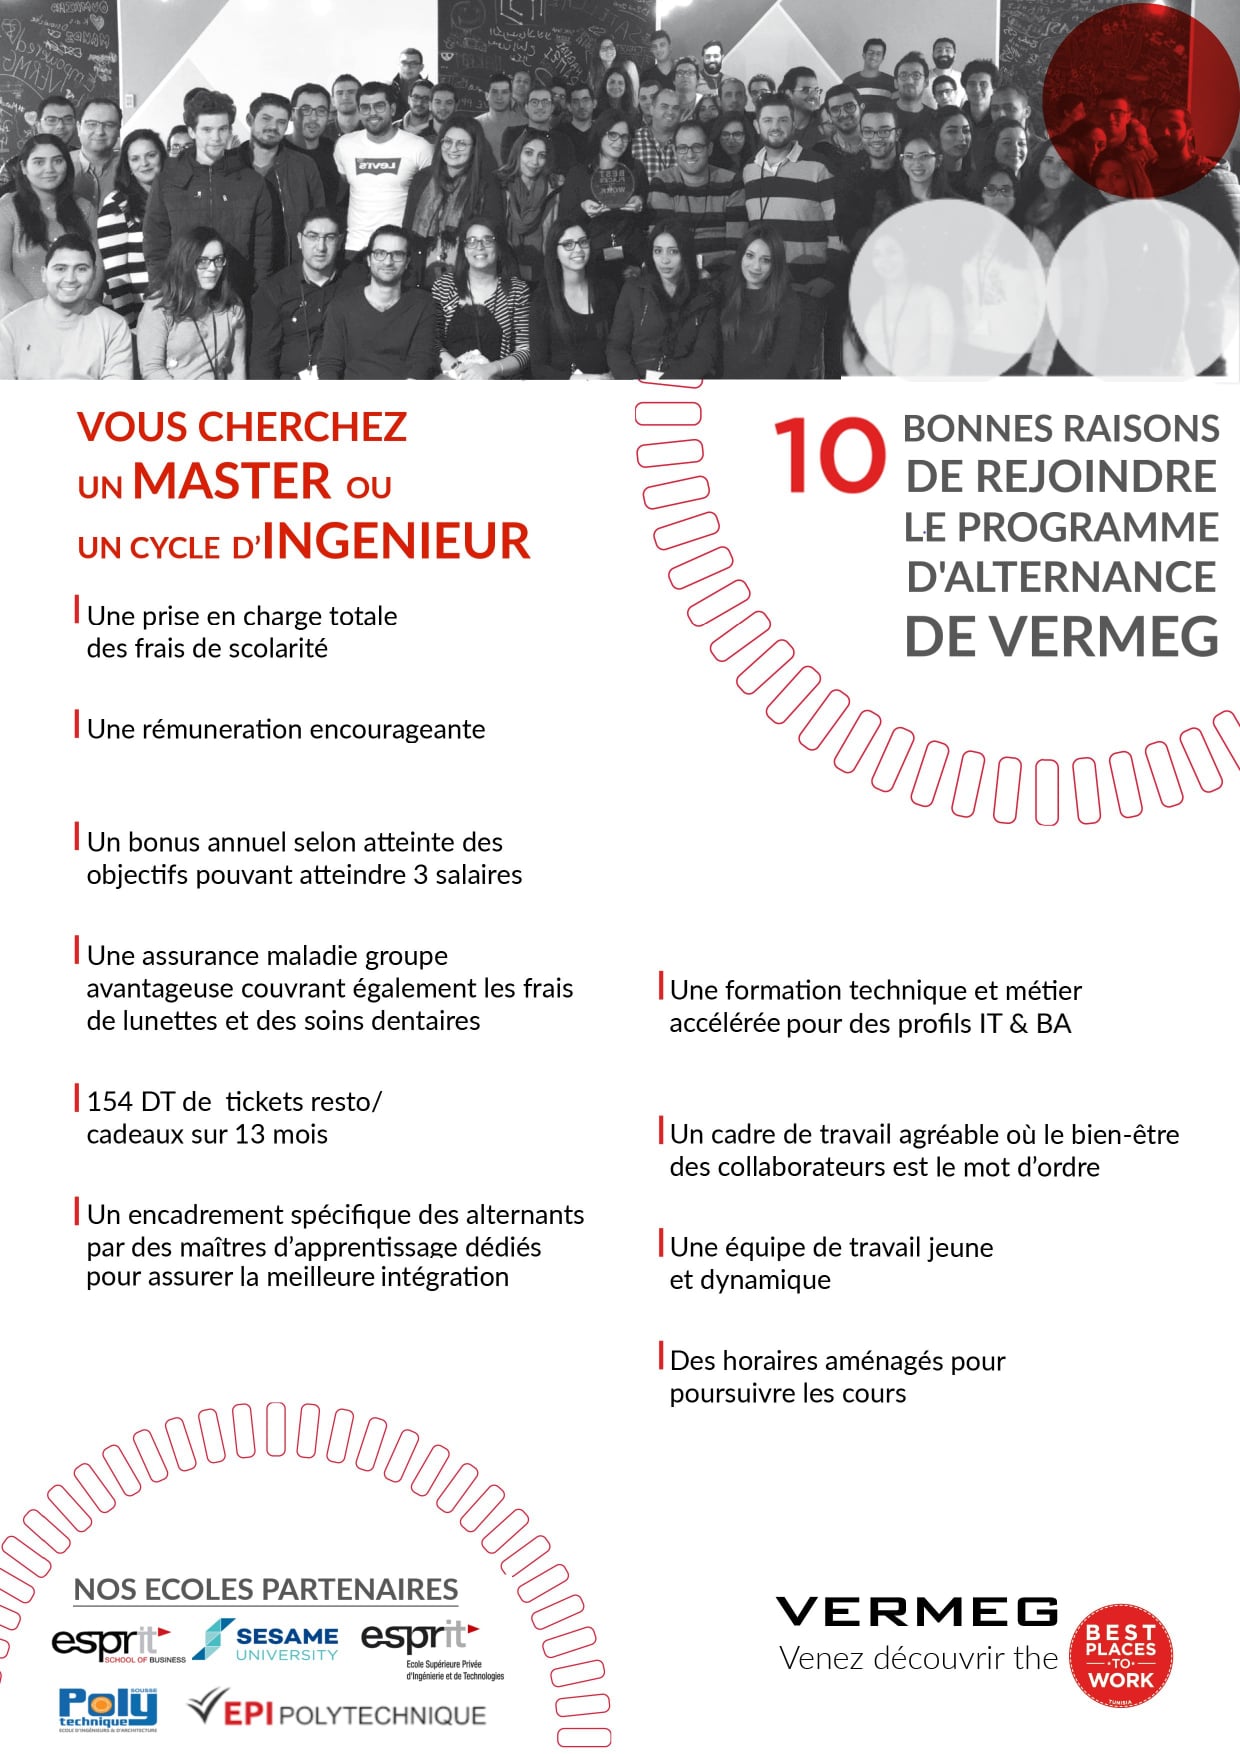 VOUS CHERCHEZ
UN MASTER OU
UN CYCLE D'INGENIEUR
Une prise en charge totale
des frais de scolarité
Une rémuneration encourageante
Un bonus annuel selon atteinte des
objectifs pouvant atteindre 3 salaires
Une assurance maladie groupe
avantageuse couvrant également les frais
de lunettes et des soins dentaires
154 DT de tickets resto/
cadeaux sur 13 mois
Un encadrement spécifique des alternants
par des maîtres d'apprentissage dédiés
pour assurer la meilleure intégration
10 BONNES RAISONS
DE REJOINDRE
LE PROGRAMME
D'ALTERNANCE
DE VERMEG
Une formation technique et métier
accélérée pour des profils IT & BA
Un cadre de travail agréable où le bien-être
des collaborateurs est le mot d'ordre
Une équipe de travail jeune
et dynamique
Des horaires aménagés pour
poursuivre les cours
NOS ECOLES PARTENAIRES
esprit
SCHOOL OF BUSINESS
SESAME
UNIVERSITY
esprit
Ecole Supérieure Privée
d'Ingénierie et de Technologies
SOUSSE
Poly
technique
ECOLE D'INGÉNIEURS & D'ARCHITECTURE
EPI POLYTECHNIQUE
VERMEG
Venez découvrir the
BEST
PLACES
TO
WORK
TUNISIA